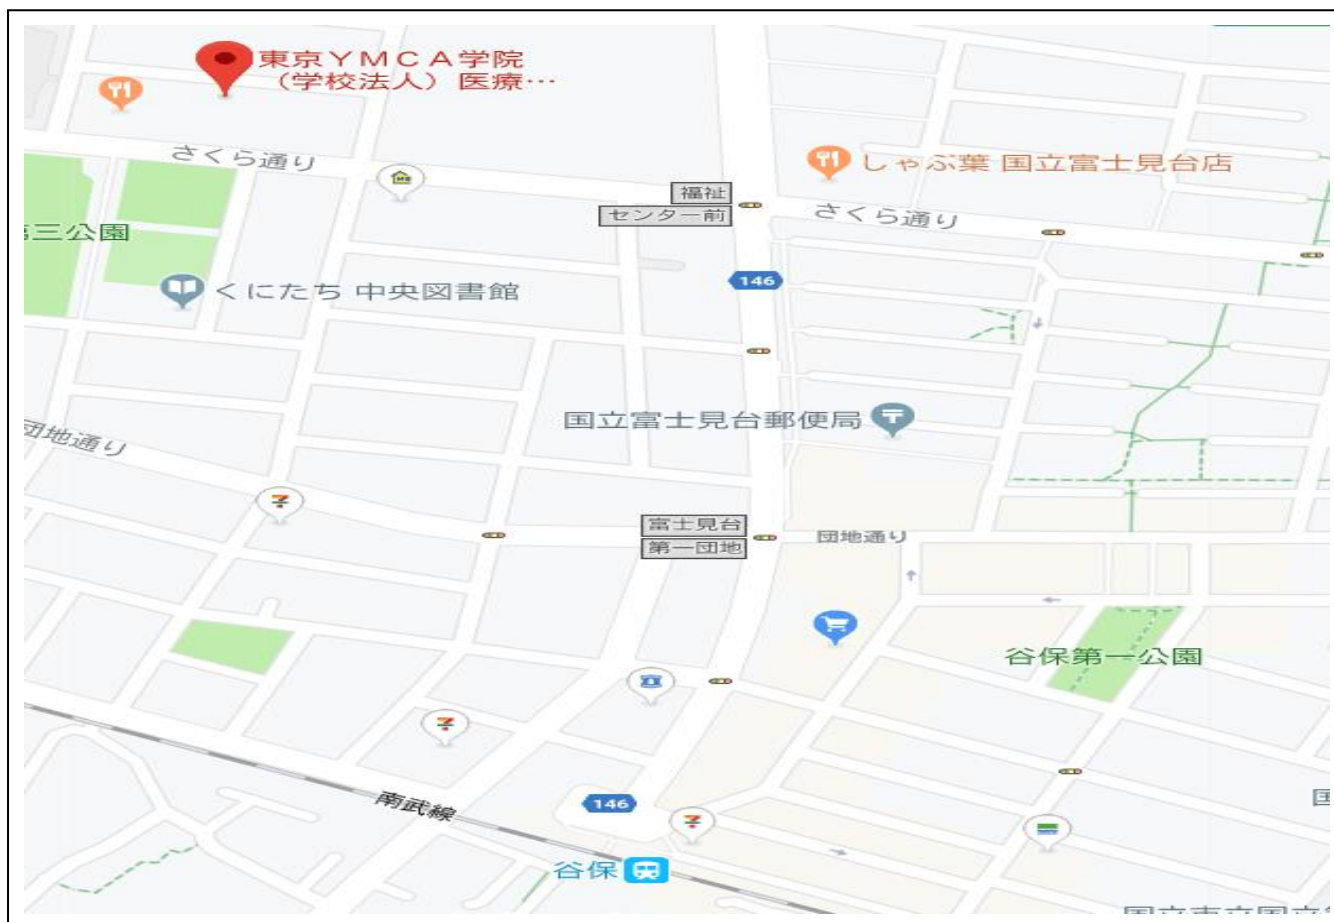 東京YMCA学院
(学校法人)医療…
さくら通り
しゃぶ葉 国立富士見台店
福祉
センター前
さくら通り
三公園
146
くにたち 中央図書館
国立富士見台郵便局
団地通り
富士見台
第一団地
団地通り
谷保第一公園
南武線
146
谷保